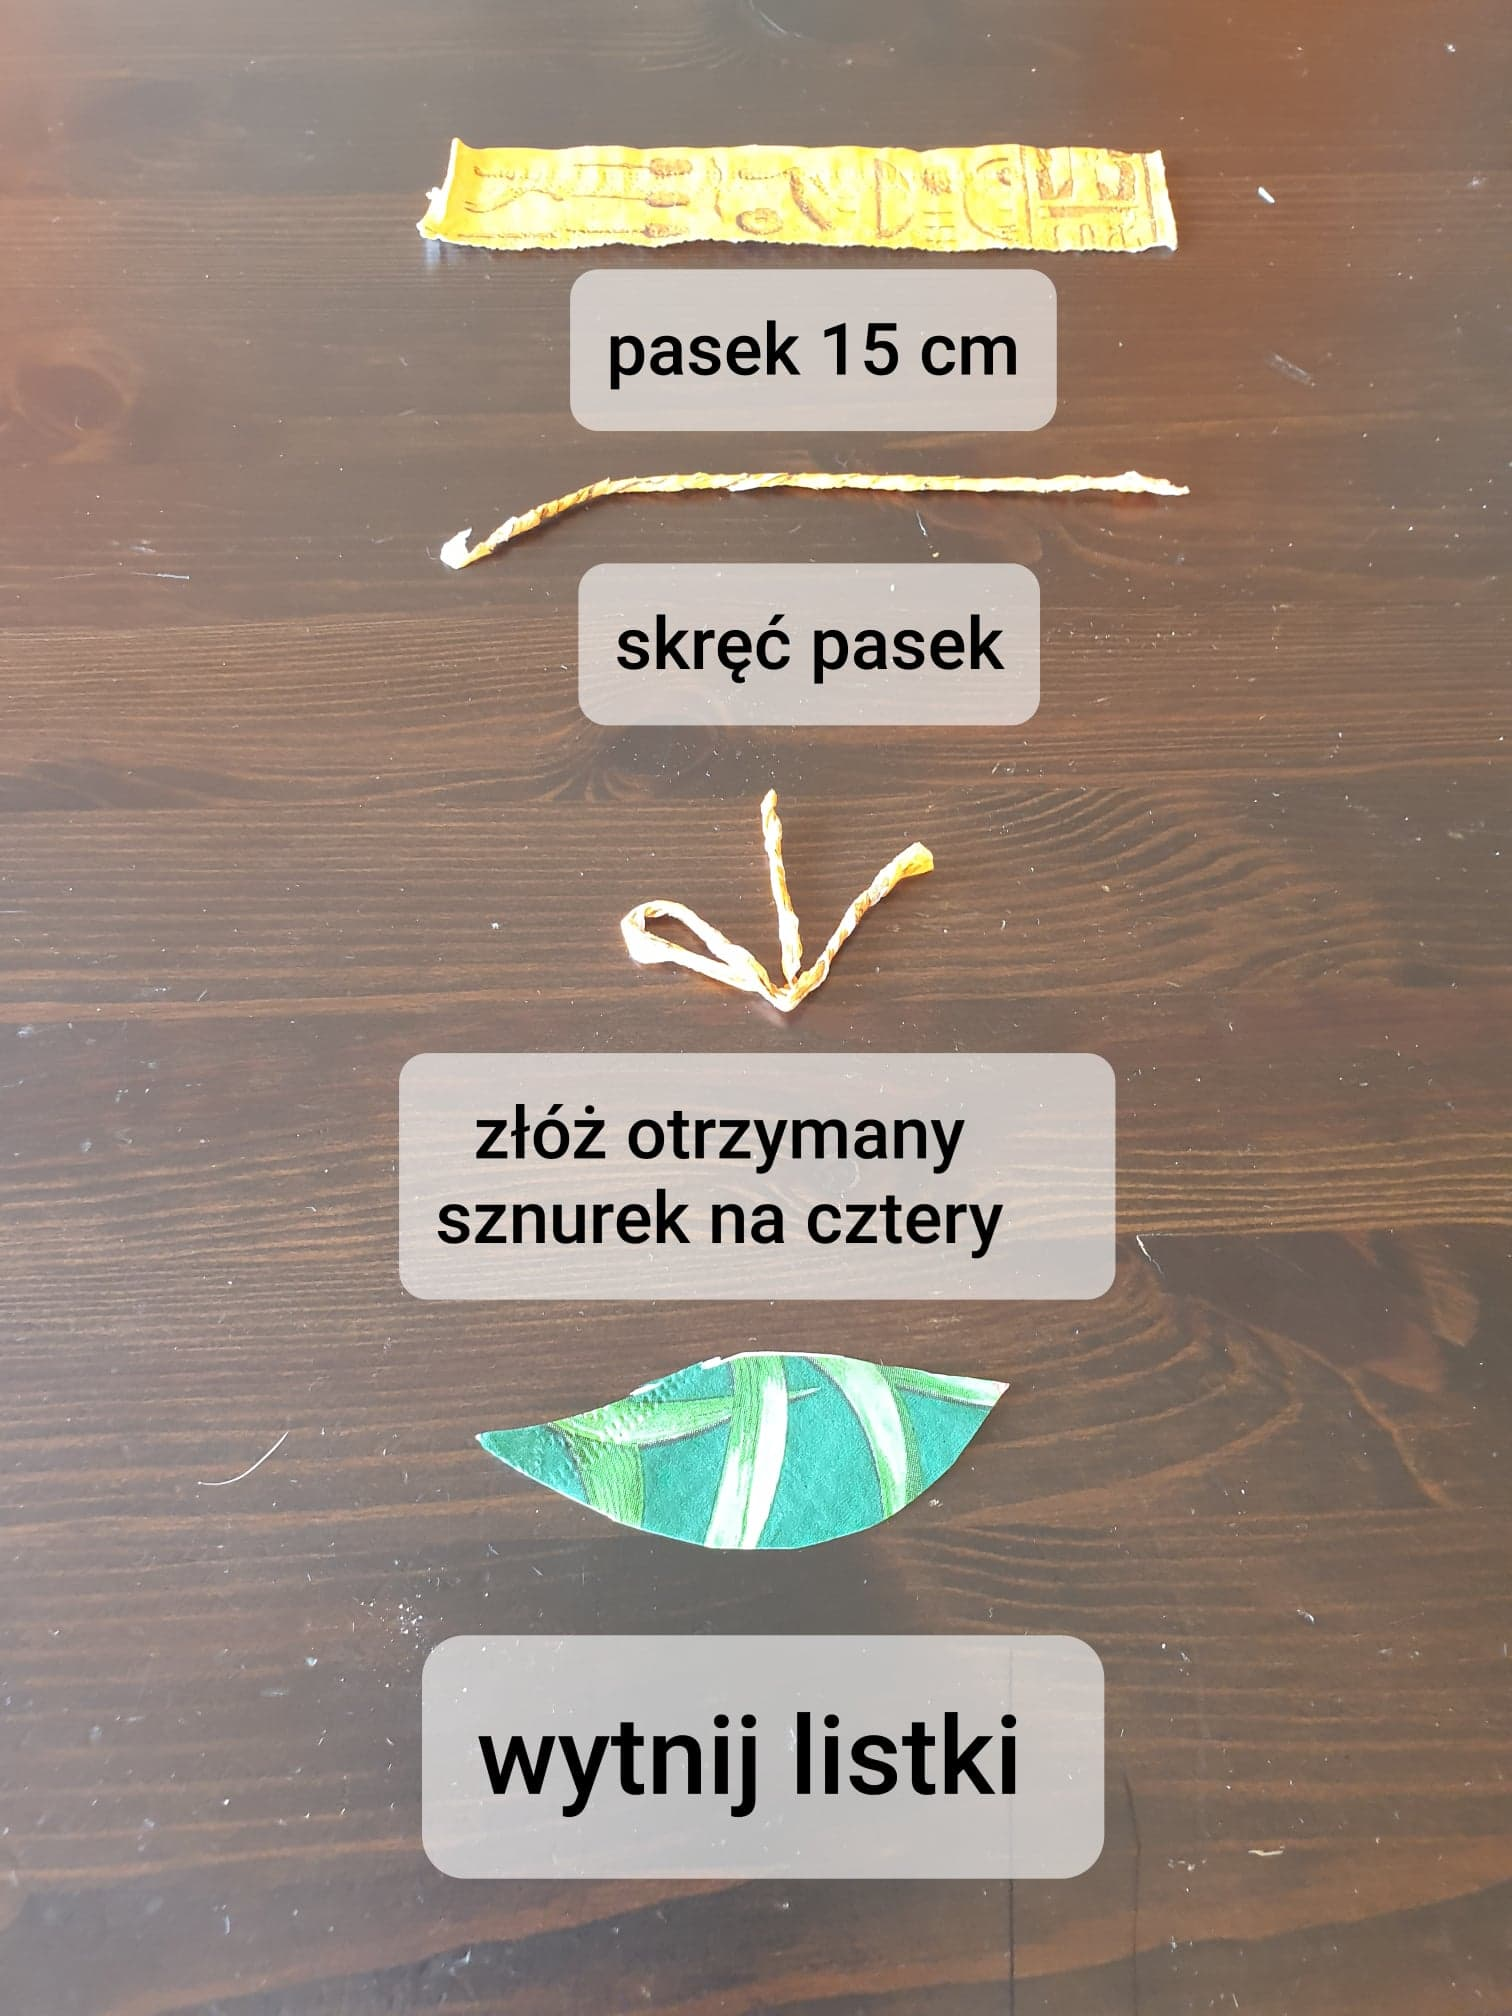 pasek 15 cm
skręć pasek
złóż otrzymany
sznurek na cztery
wytnij listki